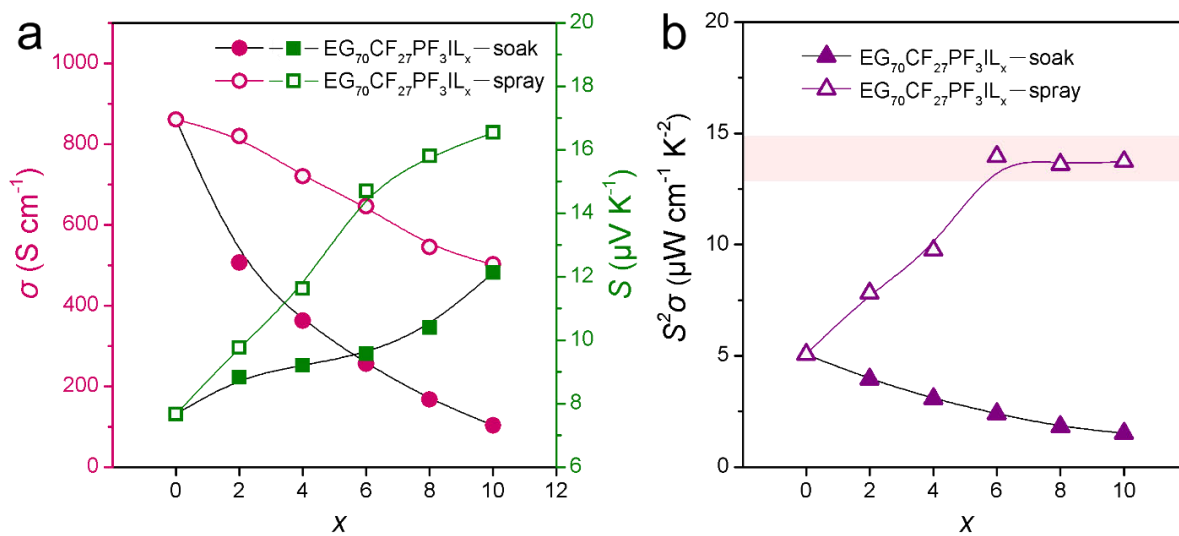 a
EG₇₀CF₂₇PF₃IL​ₓ—soak
EG₇₀CF₂₇PF₃ILₓ—spray
σ (S cm⁻¹)
1000
800
600
400
200
0
0 2 4 6 8 10 12
x
20
18
16
14
12
10
8
6
S (μV K⁻¹)
b
EG₇₀CF₂₇PF₃ILₓ—soak
EG₇₀CF₂₇PF₃ILₓ—spray
S²σ (μW cm⁻¹ K⁻²)
20
15
10
5
0
0 2 4 6 8 10
x